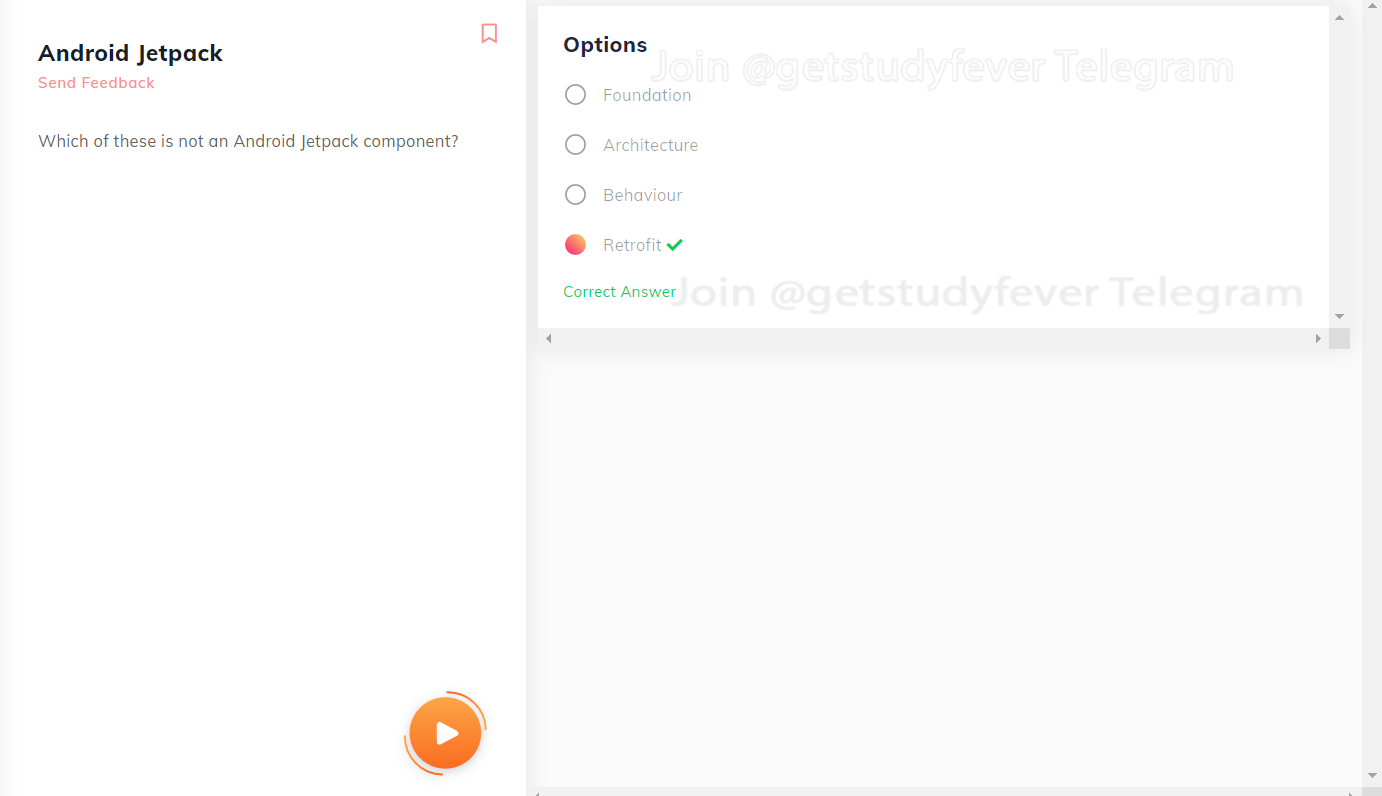 Android Jetpack
Send Feedback
Which of these is not an Android Jetpack component?
Options
Join @getstudyfever Telegram
Foundation
Architecture
Behaviour
Retrofit
Correct Answer
Join @getstudyfever Telegram